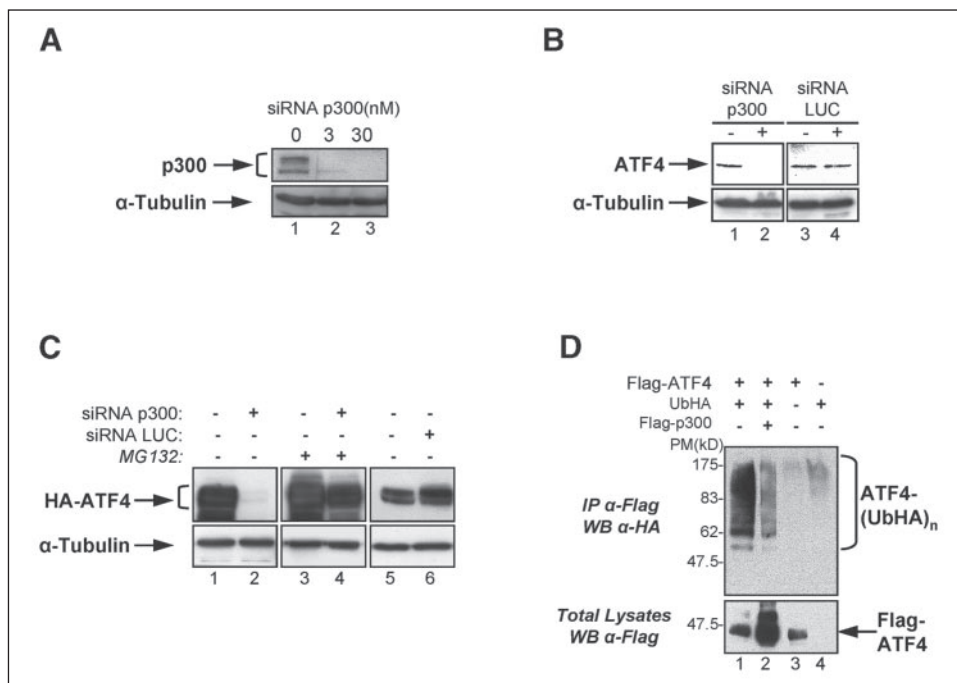 A
siRNA p300(nM)
0 3 30
p300
α-Tubulin
1 2 3
B
siRNA p300
siRNA LUC
- + - +
ATF4
α-Tubulin
1 2 3 4
C
siRNA p300: - + - + - -
siRNA LUC: - - - - - +
MG132: - - + + - -
HA-ATF4
α-Tubulin
1 2 3 4 5 6
D
Flag-ATF4 + + + -
UbHA + + - +
Flag-p300 - + - -
PM(kD)
175-
83-
62-
47.5-
IP α-Flag
WB α-HA
ATF4-
(UbHA)n
Total Lysates
WB α-Flag
47.5-
Flag-
ATF4
1 2 3 4